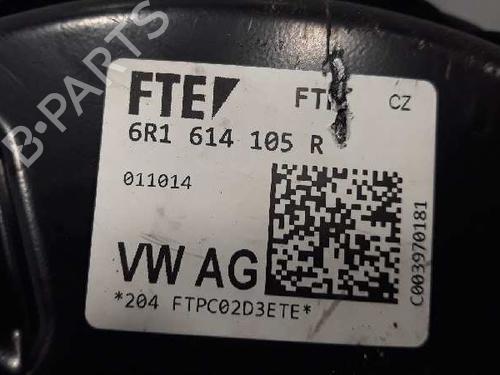 B-PARTS
FTE CZ
6R1 614 105 R
011014
VW AG
C003970181
*204 FTPC02D3ETE*